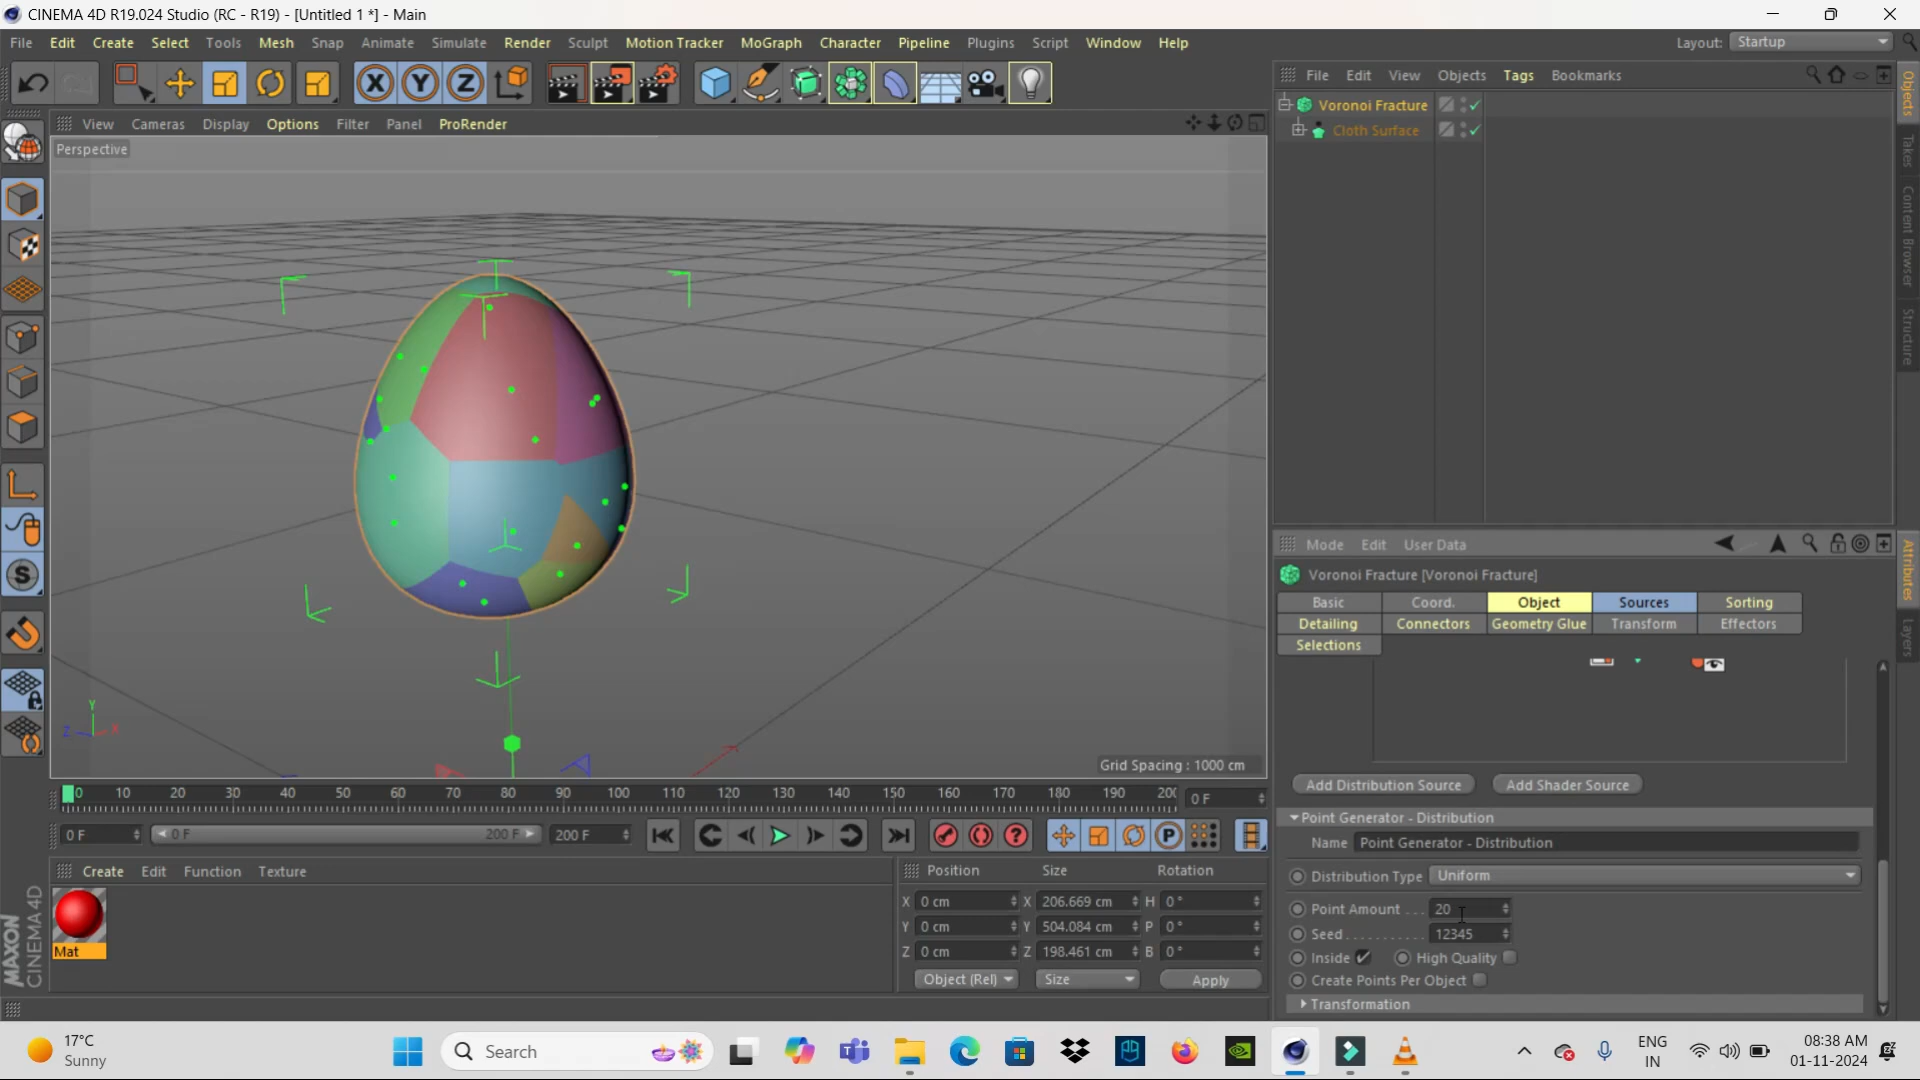 CINEMA 4D R19.024 Studio (RC - R19) - [Untitled 1 *] - Main
File Edit Create Select Tools Mesh Snap Animate Simulate Render Sculpt Motion Tracker MoGraph Character Pipeline Plugins Script Window Help Layout: Startup
File Edit View Objects Tags Bookmarks
View Cameras Display Options Filter Panel ProRender
Perspective
Voronoi Fracture
Cloth Surface
Objects
Takes
Content Browser
Structure
Mode Edit User Data
Voronoi Fracture [Voronoi Fracture]
Basic Coord. Object Sources Sorting
Detailing Connectors Geometry Glue Transform Effectors
Selections
Attributes
Layers
Add Distribution Source Add Shader Source
Point Generator - Distribution
Name Point Generator - Distribution
Distribution Type Uniform
Point Amount . . . 20
Seed . . . . . . . . . . . 12345
Inside High Quality
Create Points Per Object
Transformation
Y
Z X
Grid Spacing : 1000 cm
0 10 20 30 40 50 60 70 80 90 100 110 120 130 140 150 160 170 180 190 200 0 F
0 F 0 F 200 F 200 F
Create Edit Function Texture
Mat
MAXON
CINEMA 4D
Position Size Rotation
X 0 cm X 206.669 cm H 0 °
Y 0 cm Y 504.084 cm P 0 °
Z 0 cm Z 198.461 cm B 0 °
Object (Rel) Size Apply
17°C
Sunny
Search
ENG
IN
08:38 AM
01-11-2024